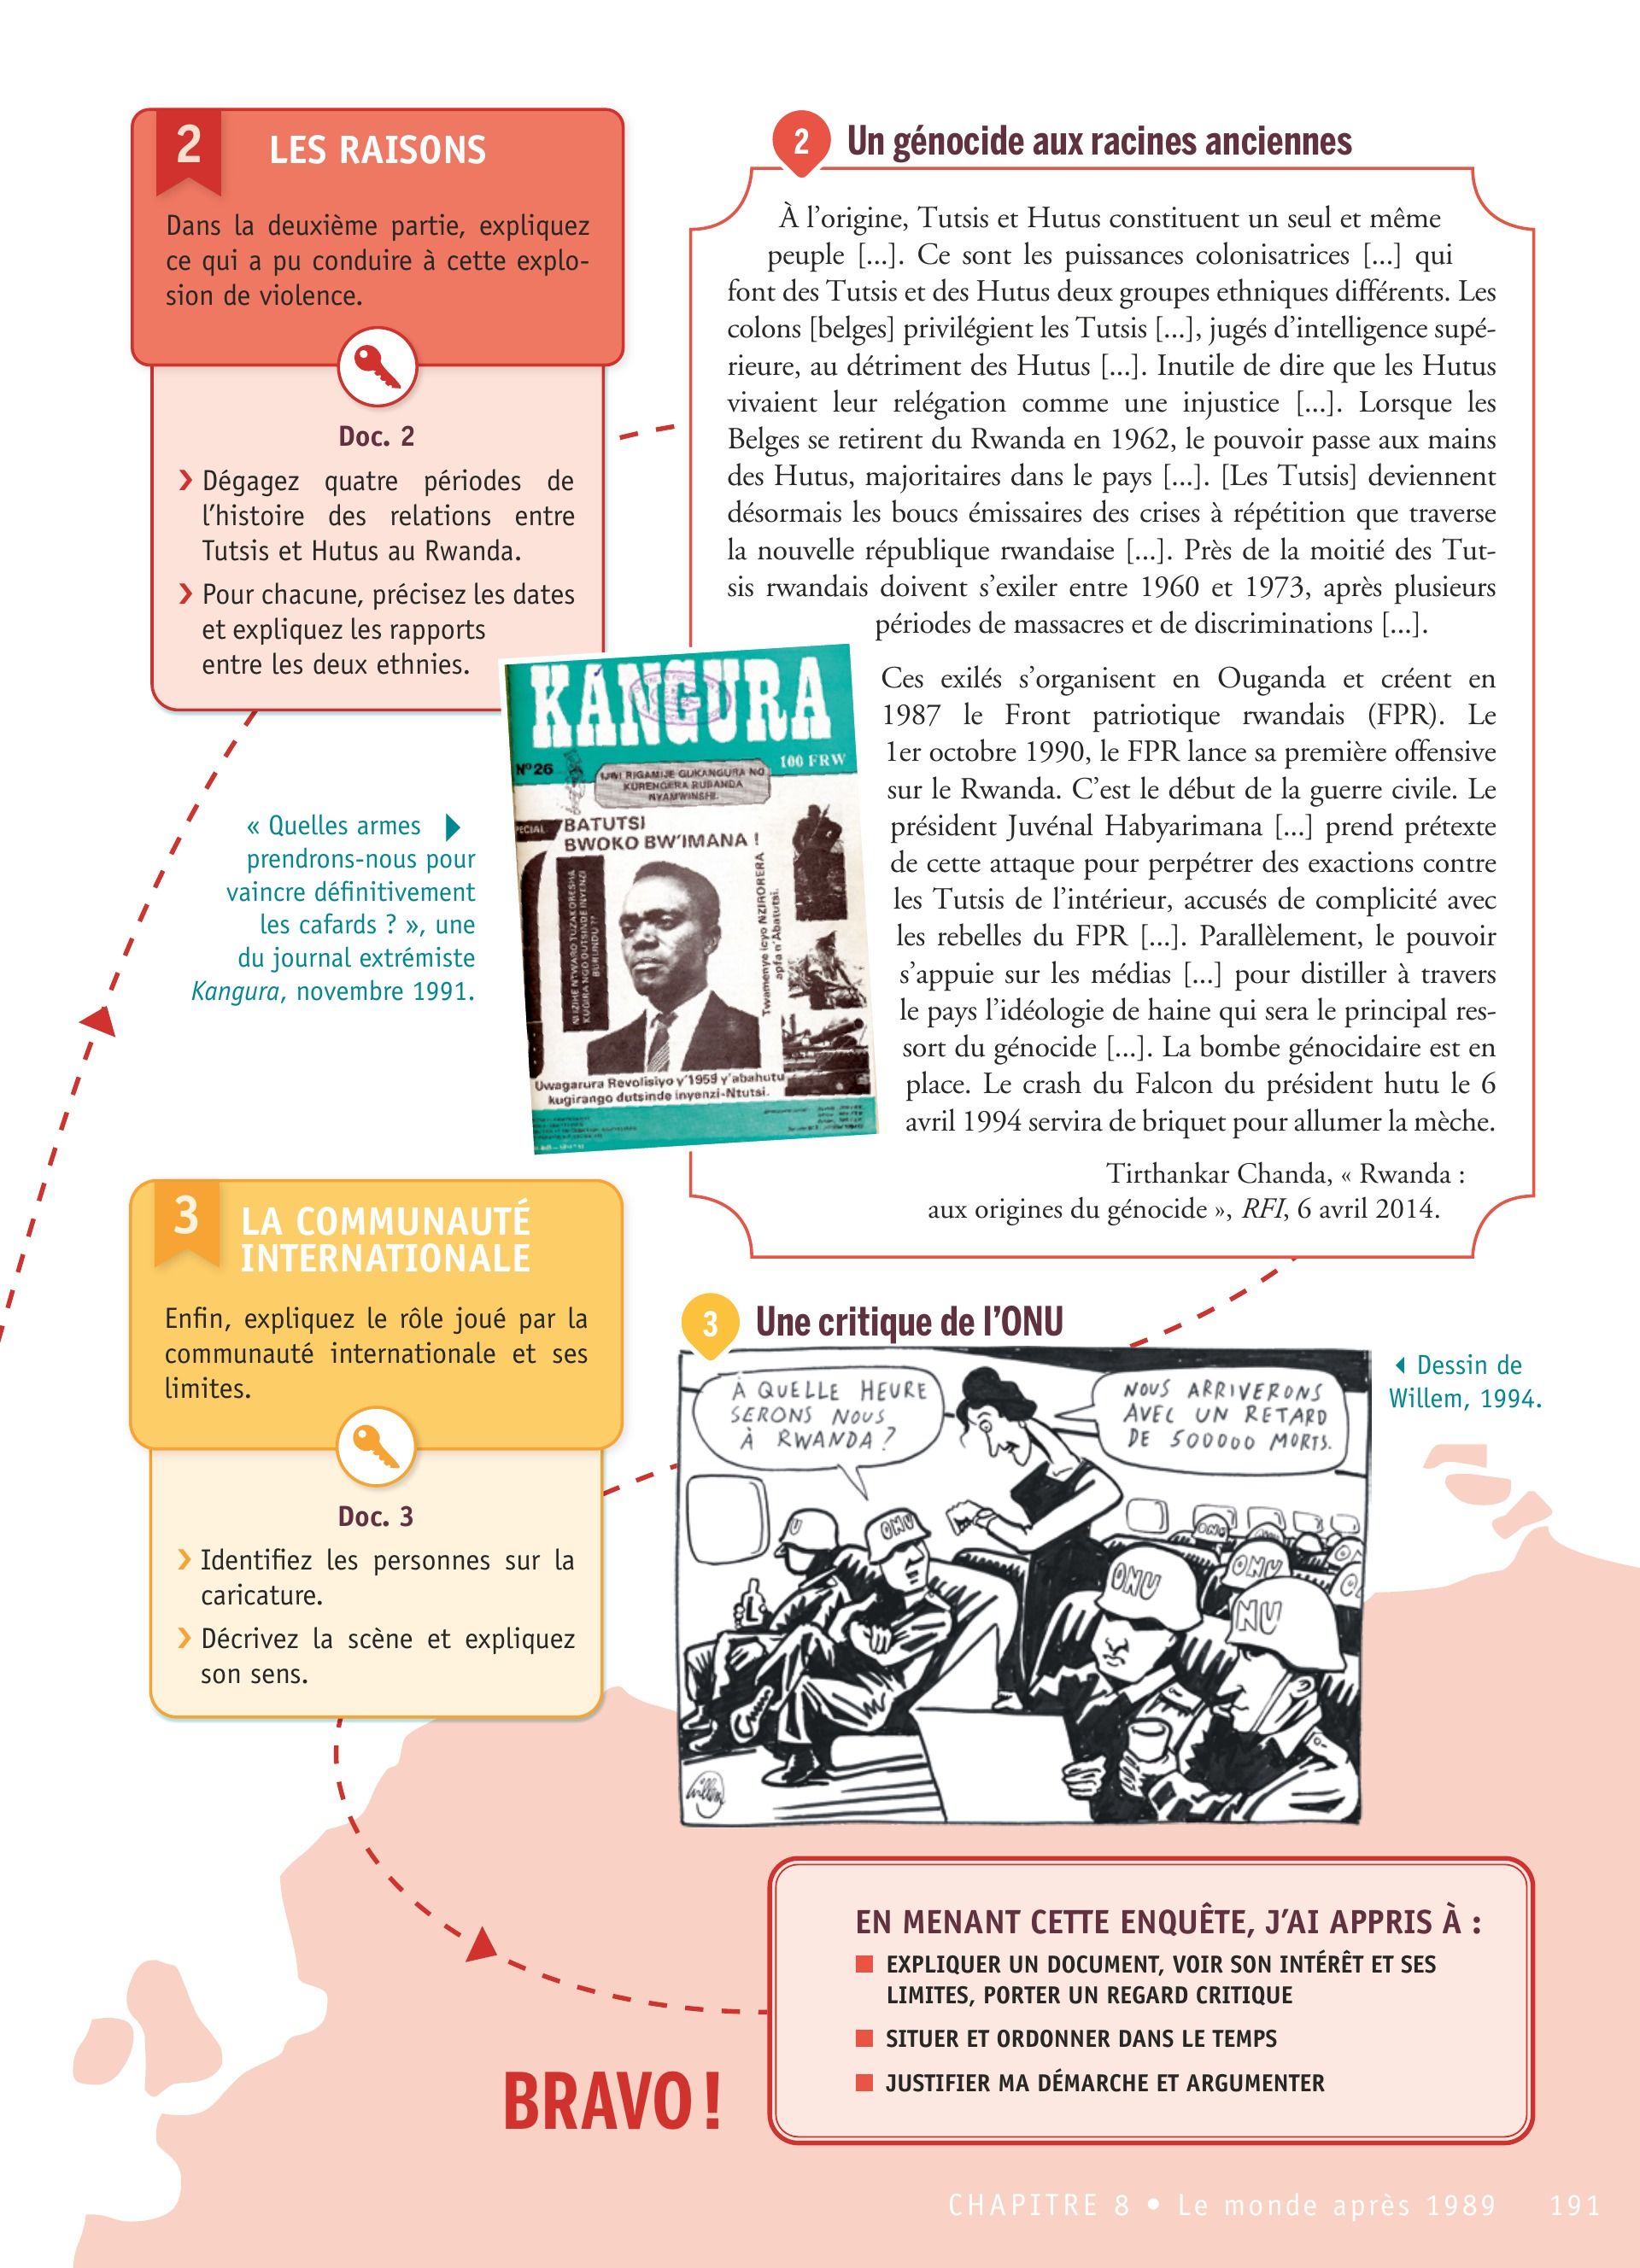 2
LES RAISONS
Dans la deuxième partie, expliquez
ce qui a pu conduire à cette explo-
sion de violence.
Doc. 2
❯ Dégagez quatre périodes de
l’histoire des relations entre
Tutsis et Hutus au Rwanda.
❯ Pour chacune, précisez les dates
et expliquez les rapports
entre les deux ethnies.
2 Un génocide aux racines anciennes
À l’origine, Tutsis et Hutus constituent un seul et même
peuple [...]. Ce sont les puissances colonisatrices [...] qui
font des Tutsis et des Hutus deux groupes ethniques différents. Les
colons [belges] privilégient les Tutsis [...], jugés d’intelligence supé-
rieure, au détriment des Hutus [...]. Inutile de dire que les Hutus
vivaient leur relégation comme une injustice [...]. Lorsque les
Belges se retirent du Rwanda en 1962, le pouvoir passe aux mains
des Hutus, majoritaires dans le pays [...]. [Les Tutsis] deviennent
désormais les boucs émissaires des crises à répétition que traverse
la nouvelle république rwandaise [...]. Près de la moitié des Tut-
sis rwandais doivent s’exiler entre 1960 et 1973, après plusieurs
périodes de massacres et de discriminations [...].
Ces exilés s’organisent en Ouganda et créent en
1987 le Front patriotique rwandais (FPR). Le
1er octobre 1990, le FPR lance sa première offensive
sur le Rwanda. C’est le début de la guerre civile. Le
président Juvénal Habyarimana [...] prend prétexte
de cette attaque pour perpétrer des exactions contre
les Tutsis de l’intérieur, accusés de complicité avec
les rebelles du FPR [...]. Parallèlement, le pouvoir
s’appuie sur les médias [...] pour distiller à travers
le pays l’idéologie de haine qui sera le principal res-
sort du génocide [...]. La bombe génocidaire est en
place. Le crash du Falcon du président hutu le 6
avril 1994 servira de briquet pour allumer la mèche.
Tirthankar Chanda, « Rwanda :
aux origines du génocide », RFI, 6 avril 2014.
KANGURA
100 FRW
N° 26
IJWI RIGAMIJE GUKANGURA NO
KURENGERA RUBANDA
NYAMWINSHI.
SPECIAL
BATUTSI
BWOKO BW'IMANA !
NI IZIHE NTWARO TUZAKORESHA
KUGIRANGO DUTSINDE INYENZI
BURUNDU ??
Twamenye icyo NZIRORERA
apfa n'Abatutsi.
Uwagarura Revolisiyo y'1959 y'abahutu
kugirango dutsinde inyenzi-Ntutsi.
« Quelles armes
prendrons-nous pour
vaincre définitivement
les cafards ? », une
du journal extrémiste
Kangura, novembre 1991.
3
LA COMMUNAUTÉ
INTERNATIONALE
Enfin, expliquez le rôle joué par la
communauté internationale et ses
limites.
Doc. 3
❯ Identifiez les personnes sur la
caricature.
❯ Décrivez la scène et expliquez
son sens.
3 Une critique de l’ONU
À QUELLE HEURE
SERONS NOUS
À RWANDA ?
NOUS ARRIVERONS
AVEC UN RETARD
DE 500000 MORTS.
U
ONU
ONU
ONU
ONU
NU
Willem
Dessin de
Willem, 1994.
EN MENANT CETTE ENQUÊTE, J’AI APPRIS À :
EXPLIQUER UN DOCUMENT, VOIR SON INTÉRÊT ET SES
LIMITES, PORTER UN REGARD CRITIQUE
SITUER ET ORDONNER DANS LE TEMPS
JUSTIFIER MA DÉMARCHE ET ARGUMENTER
BRAVO !
CHAPITRE 8 • Le monde après 1989 191